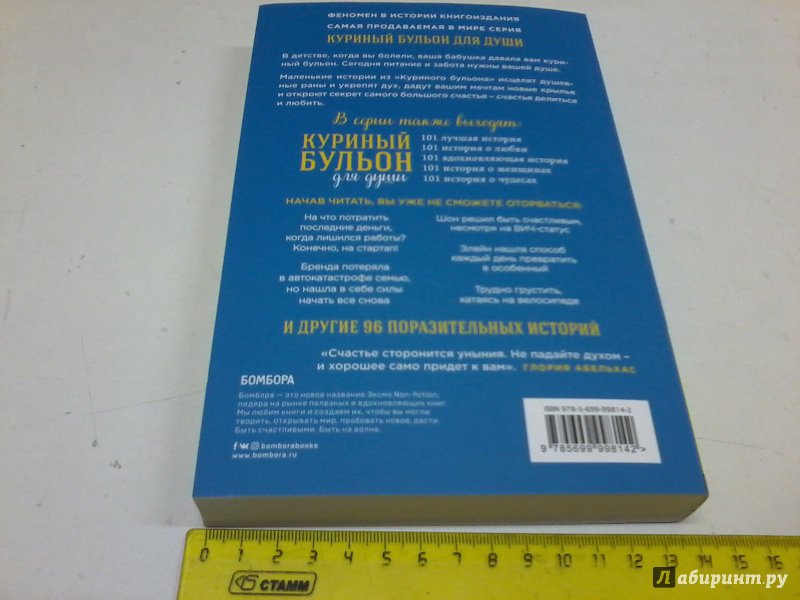 ФЕНОМЕН В ИСТОРИИ КНИГОИЗДАНИЯ
САМАЯ ПРОДАВАЕМАЯ В МИРЕ СЕРИЯ
КУРИНЫЙ БУЛЬОН ДЛЯ ДУШИ
В детстве, когда вы болели, ваша бабушка давала вам кури-
ный бульон. Сегодня питание и забота нужны вашей душе.
Маленькие истории из «Куриного бульона» исцелят душев-
ные раны и укрепят дух, дадут вашим мечтам новые крылья
и откроют секрет самого большого счастья – счастья делиться
и любить.
В серии также выходят:
КУРИНЫЙ
БУЛЬОН
для души
101 лучшая история
101 история о любви
101 вдохновляющая история
101 история о женщинах
101 история о чудесах
НАЧАВ ЧИТАТЬ, ВЫ УЖЕ НЕ СМОЖЕТЕ ОТОРВАТЬСЯ:
На что потратить
последние деньги,
когда лишился работы?
Конечно, на стартап!
Бренда потеряла
в автокатастрофе семью,
но нашла в себе силы
начать все снова
Шон решил быть счастливым,
несмотря на ВИЧ-статус
Элейн нашла способ
каждый день превратить
в особенный
Трудно грустить,
катаясь на велосипеде
И ДРУГИЕ 96 ПОРАЗИТЕЛЬНЫХ ИСТОРИЙ
«Счастье сторонится уныния. Не падайте духом –
и хорошее само придет к вам». ГЛОРИЯ АБЕЛЬХАС
БОМБОРА
Бомбора — это новое название Эксмо Non-fiction,
лидера на рынке полезных и вдохновляющих книг.
Мы любим книги и создаем их, чтобы вы могли
творить, открывать мир, пробовать новое, расти.
Быть счастливыми. Быть на волне.
bomborabooks
www.bombora.ru
ISBN 978-5-699-99814-2
9 785699 998142 >
0 1 2 3 4 5 6 7 8 9 10 11 12 13 14 15 16
СТАММ
Лабиринт.ру